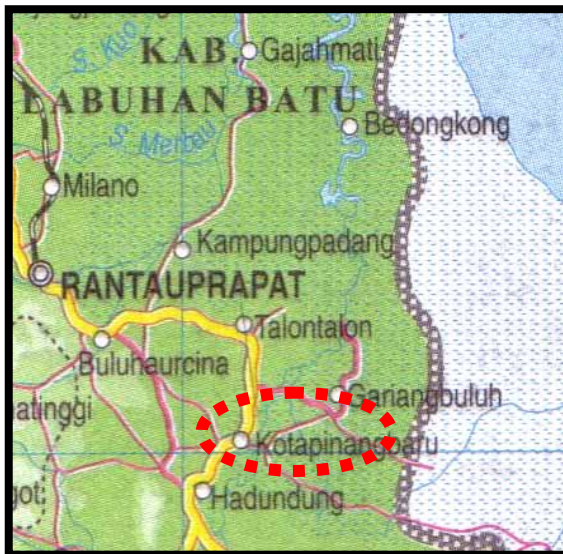 S. Kuo
KAB.
Gajahmati
LABUHAN BATU
S. Merbau
Bedongkong
Milano
Kampungpadang
RANTAUPRAPAT
Talontalon
Buluhaurcina
Gariangbuluh
atinggi
Kotapinangbaru
got
Hadundung